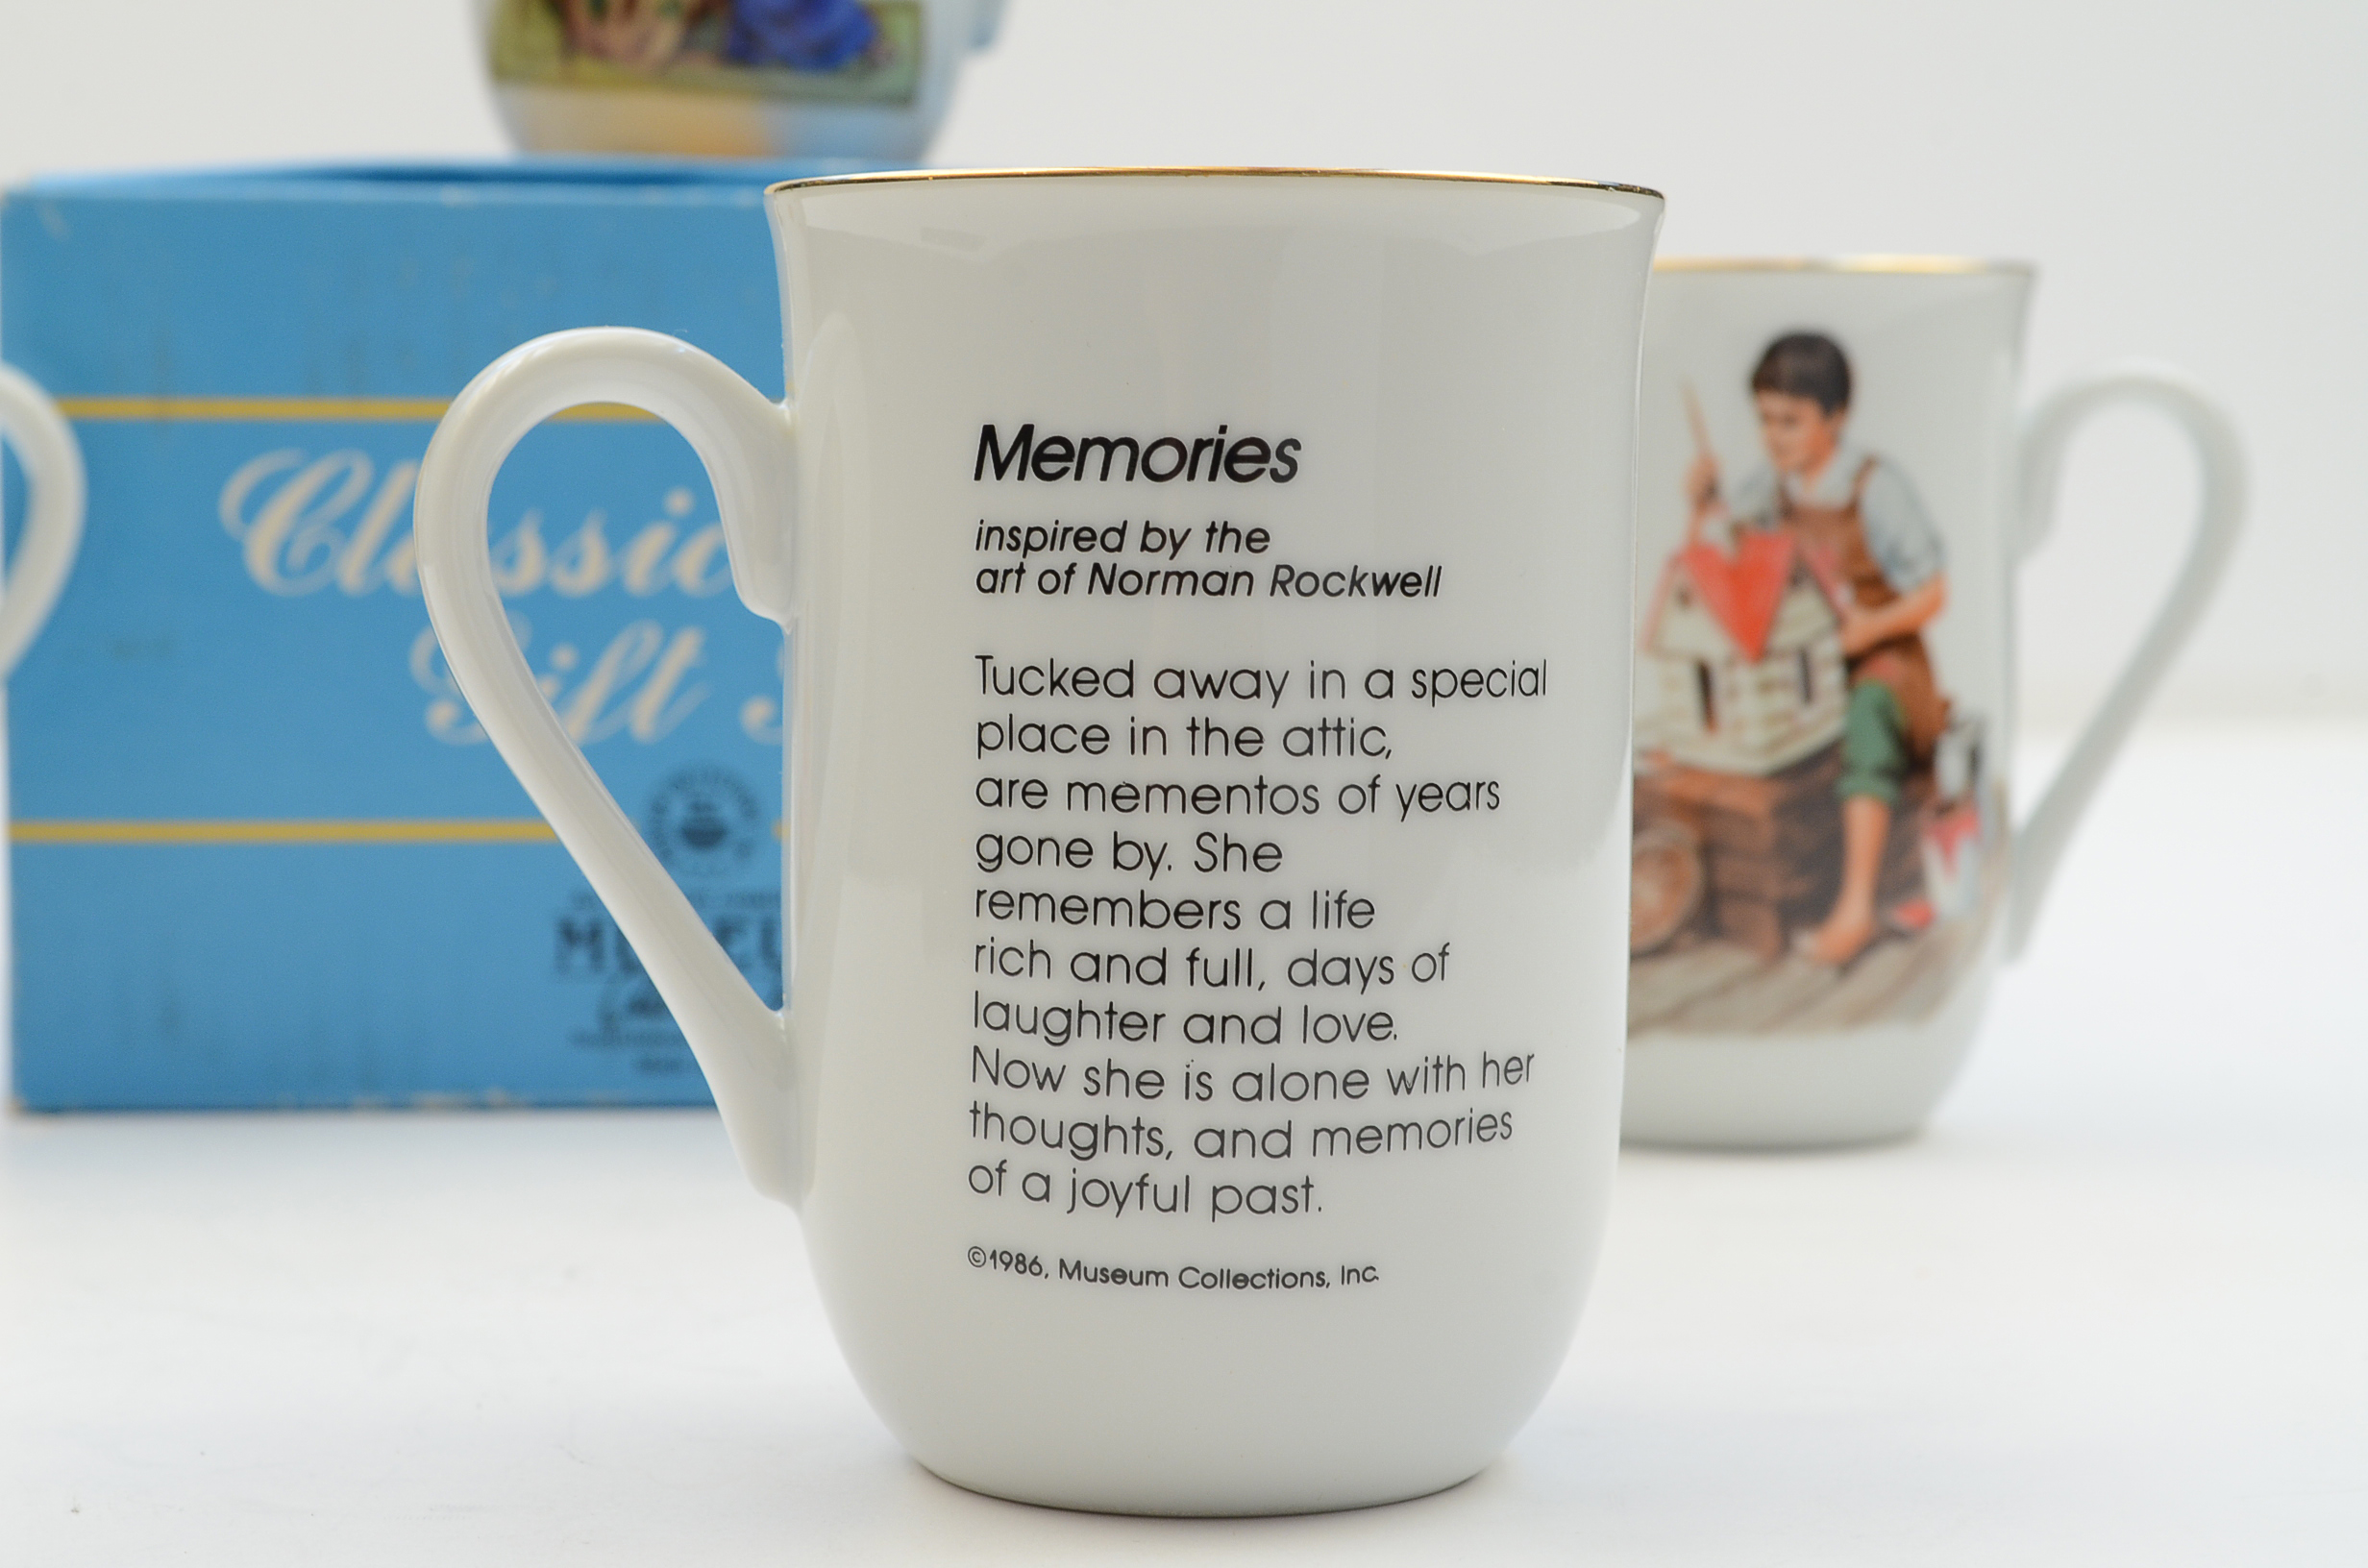 Memories
inspired by the
art of Norman Rockwell
Tucked away in a special
place in the attic,
are mementos of years
gone by. She
remembers a life
rich and full, days of
laughter and love.
Now she is alone with her
thoughts, and memories
of a joyful past.
©1986, Museum Collections, Inc.
Classic
Gift